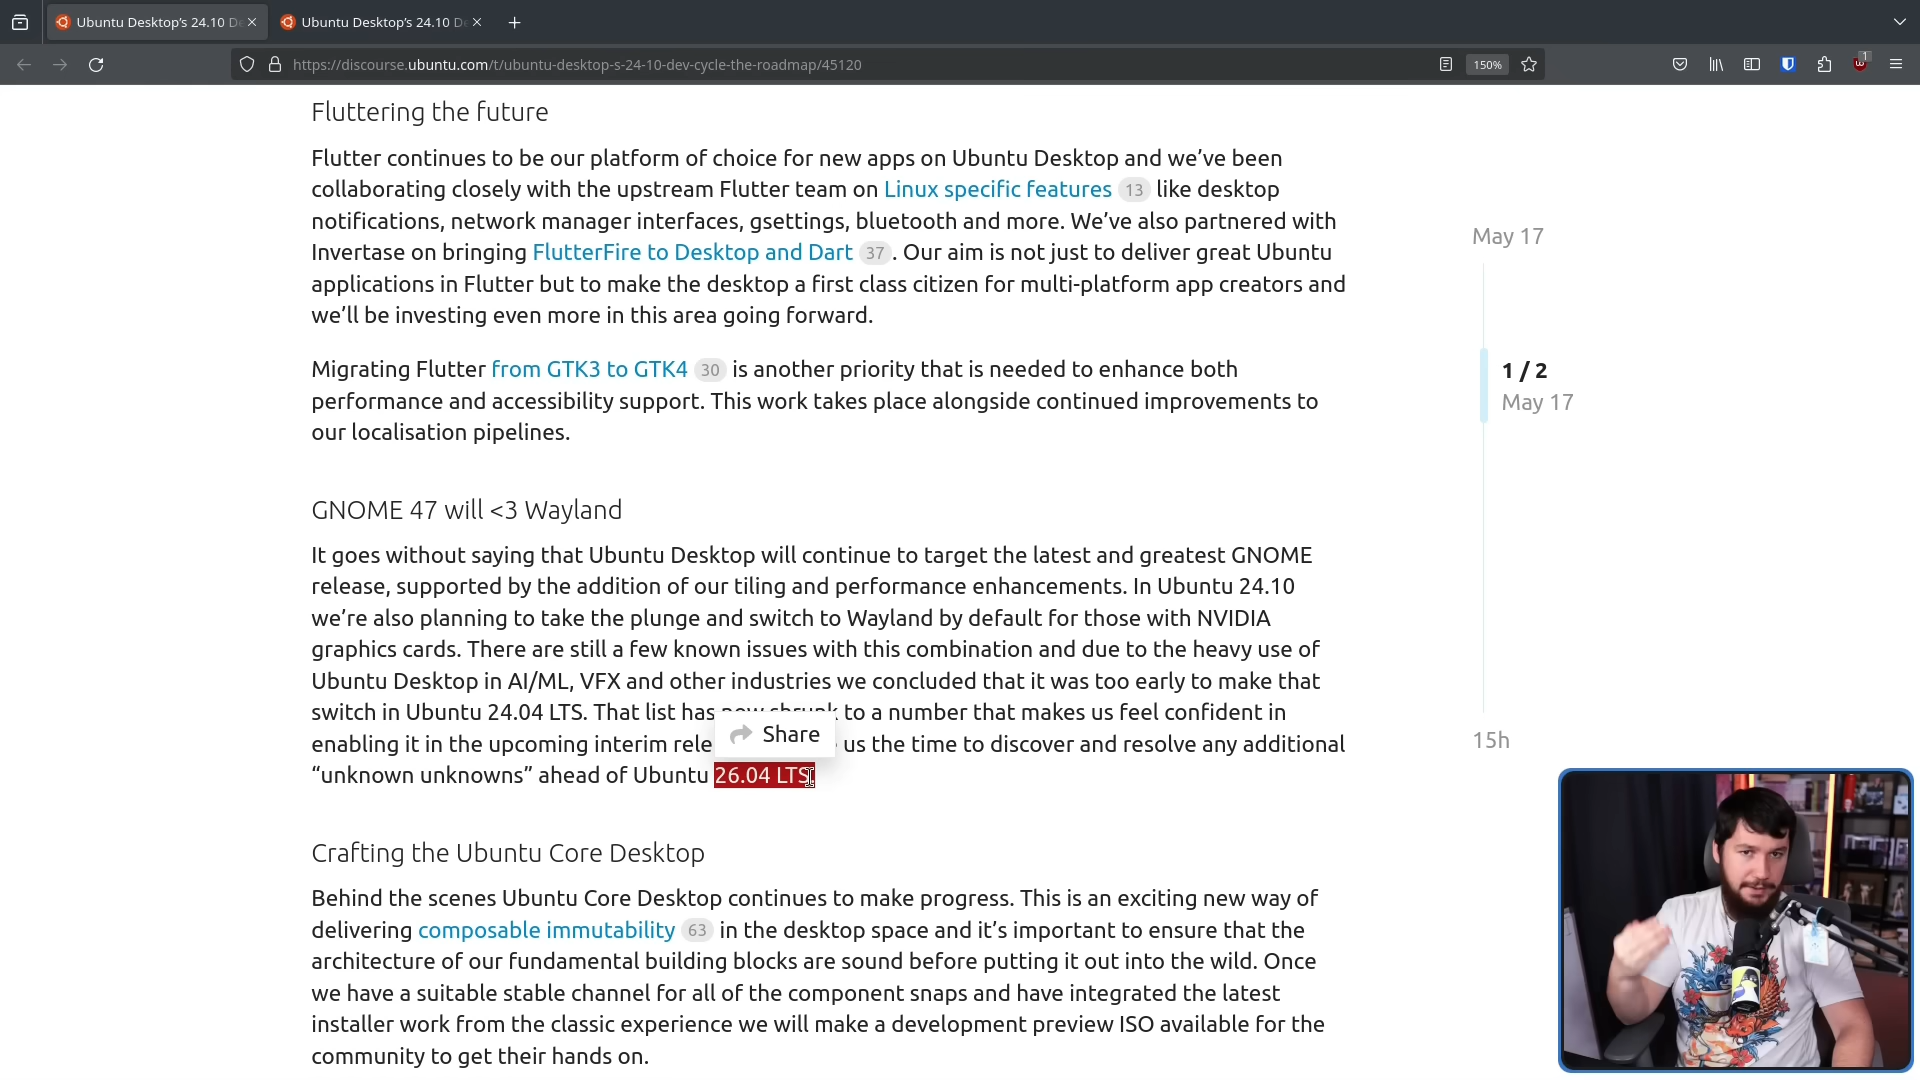 Ubuntu Desktop's 24.10 D
Ubuntu Desktop's 24.10 D
https://discourse.ubuntu.com/t/ubuntu-desktop-s-24-10-dev-cycle-the-roadmap/45120
150%
1
Fluttering the future
Flutter continues to be our platform of choice for new apps on Ubuntu Desktop and we've been
collaborating closely with the upstream Flutter team on Linux specific features 13 like desktop
notifications, network manager interfaces, gsettings, bluetooth and more. We've also partnered with
Invertase on bringing FlutterFire to Desktop and Dart 37 . Our aim is not just to deliver great Ubuntu
applications in Flutter but to make the desktop a first class citizen for multi-platform app creators and
we'll be investing even more in this area going forward.
Migrating Flutter from GTK3 to GTK4 30 is another priority that is needed to enhance both
performance and accessibility support. This work takes place alongside continued improvements to
our localisation pipelines.
GNOME 47 will <3 Wayland
It goes without saying that Ubuntu Desktop will continue to target the latest and greatest GNOME
release, supported by the addition of our tiling and performance enhancements. In Ubuntu 24.10
we're also planning to take the plunge and switch to Wayland by default for those with NVIDIA
graphics cards. There are still a few known issues with this combination and due to the heavy use of
Ubuntu Desktop in AI/ML, VFX and other industries we concluded that it was too early to make that
switch in Ubuntu 24.04 LTS. That list has now shrunk to a number that makes us feel confident in
enabling it in the upcoming interim rele us the time to discover and resolve any additional
Share
“unknown unknowns” ahead of Ubuntu 26.04 LTS.
Crafting the Ubuntu Core Desktop
Behind the scenes Ubuntu Core Desktop continues to make progress. This is an exciting new way of
delivering composable immutability 63 in the desktop space and it's important to ensure that the
architecture of our fundamental building blocks are sound before putting it out into the wild. Once
we have a suitable stable channel for all of the component snaps and have integrated the latest
installer work from the classic experience we will make a development preview ISO available for the
community to get their hands on.
May 17
1 / 2
May 17
15h